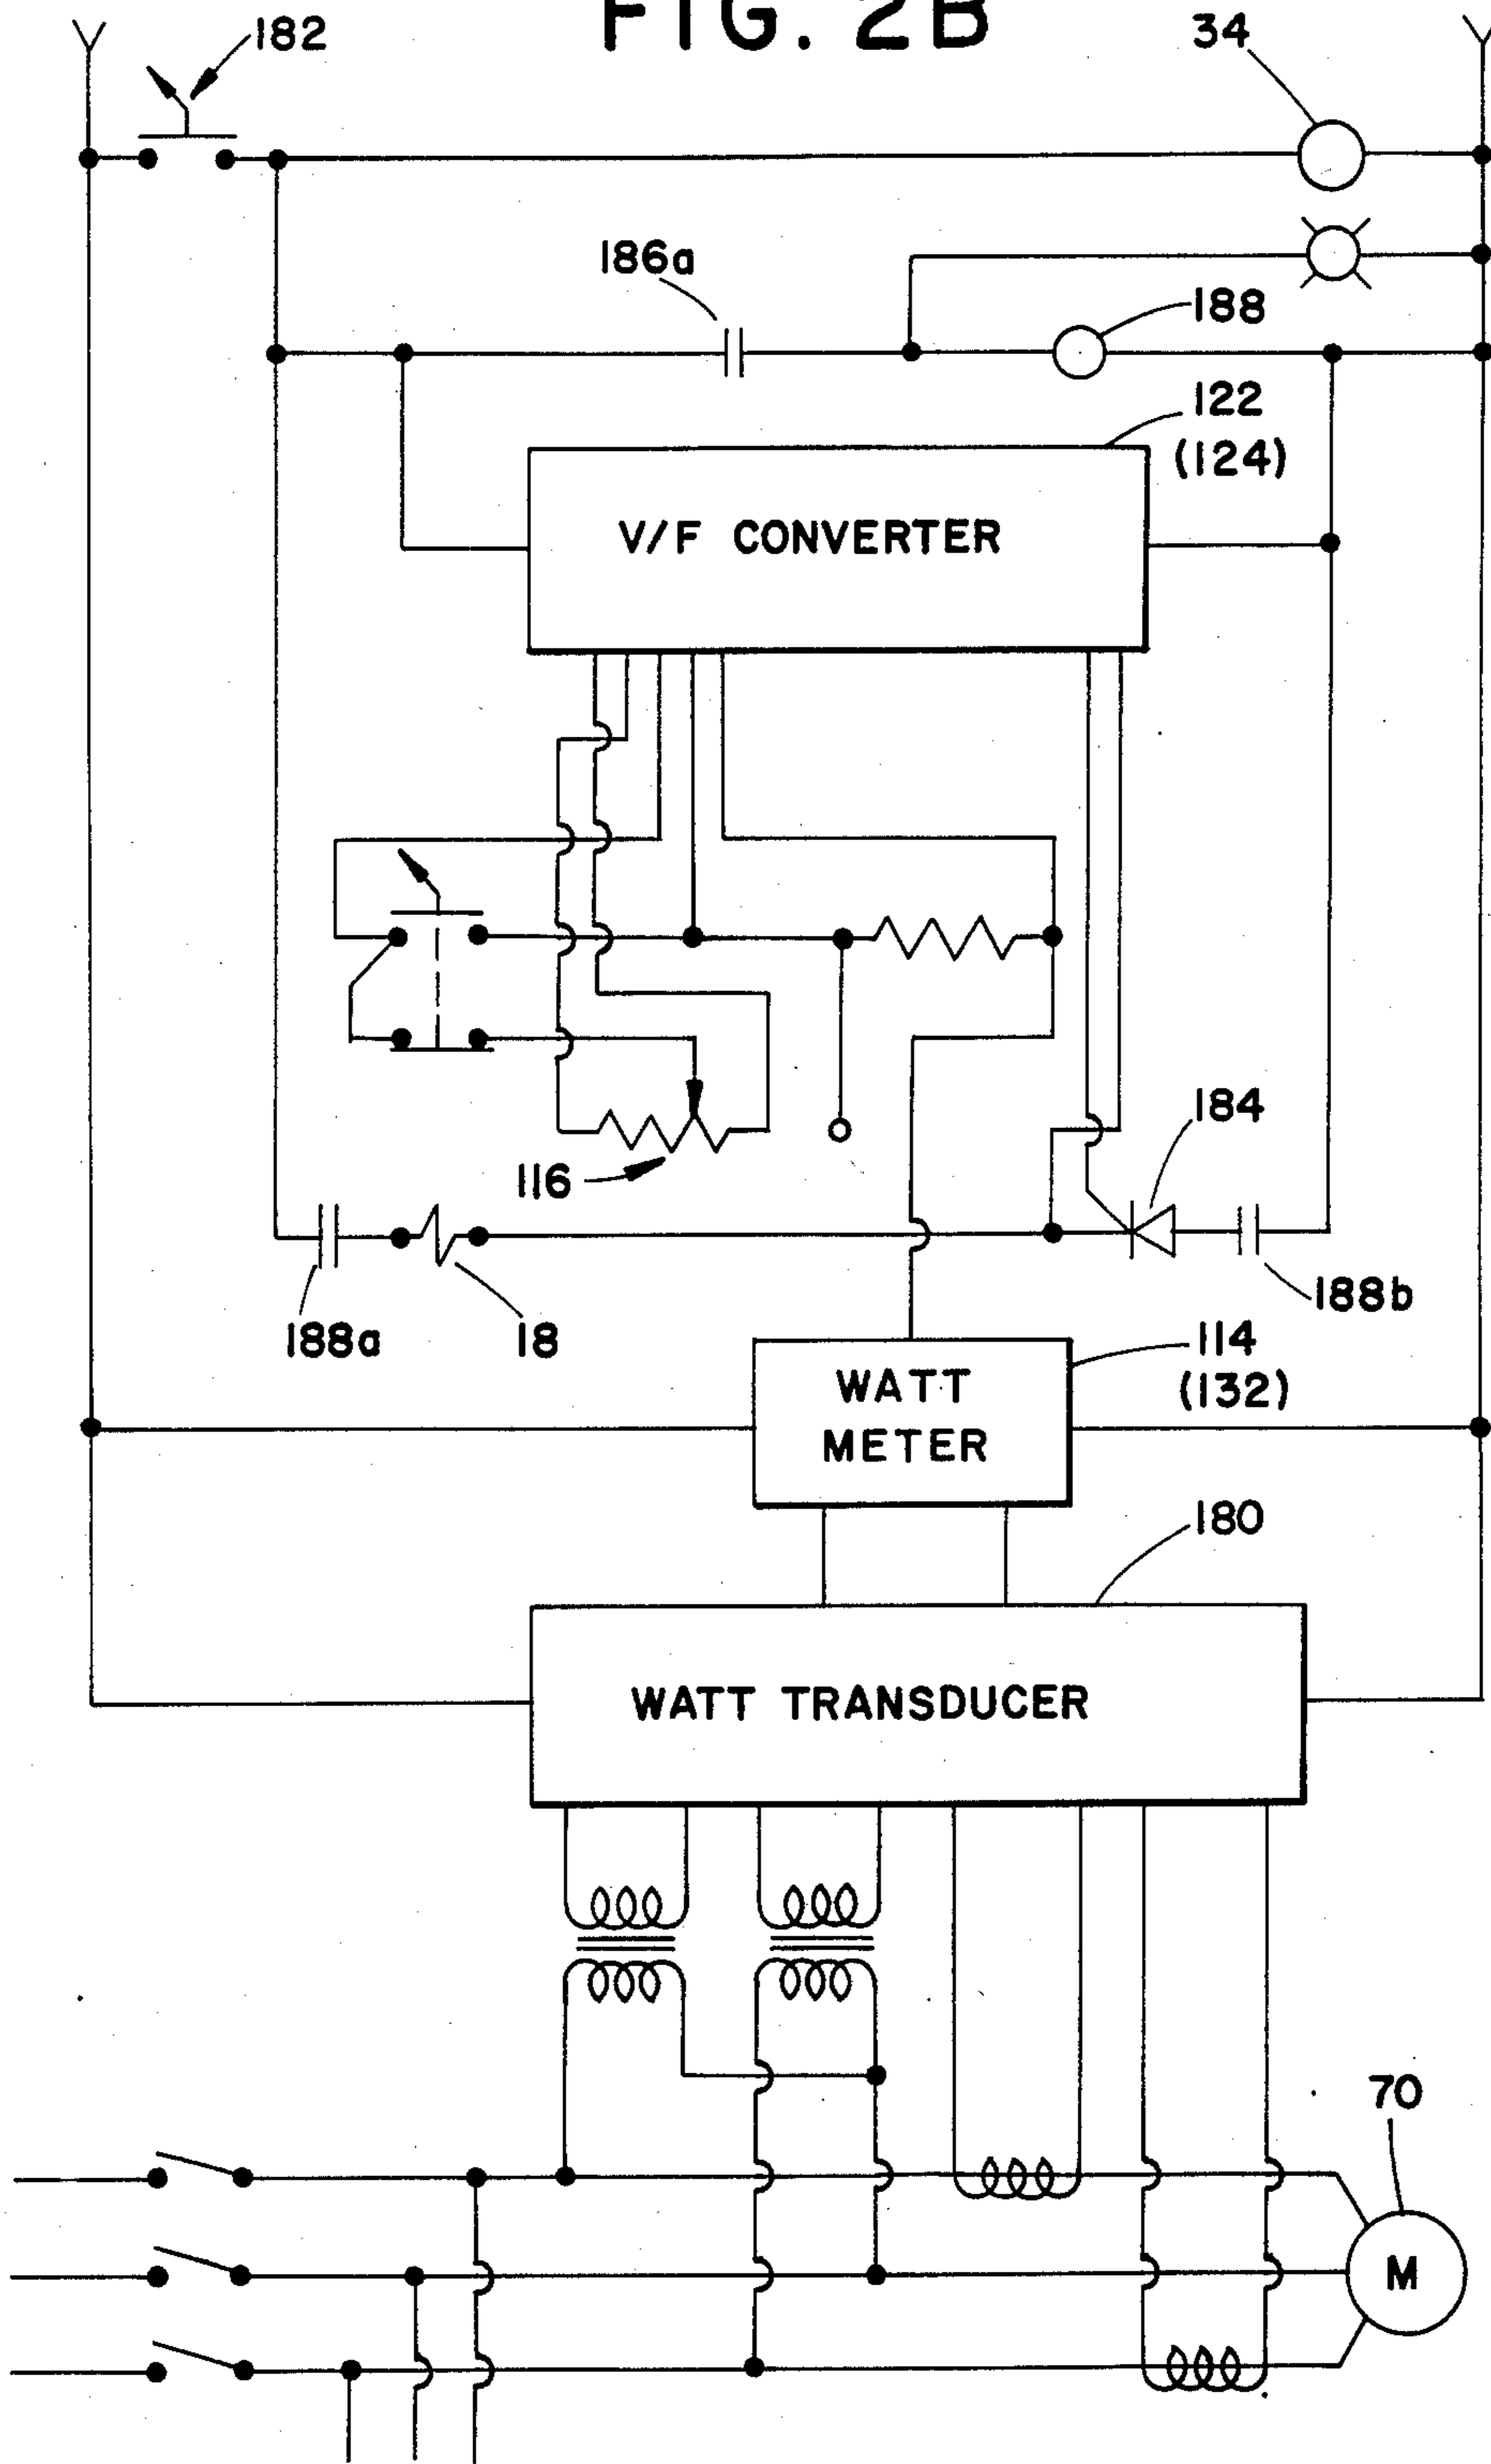 FIG. 2B
182
34
186a
188
122
(124)
V/F CONVERTER
184
116
188b
188a
18
114
(132)
WATT
METER
180
WATT TRANSDUCER
70
M